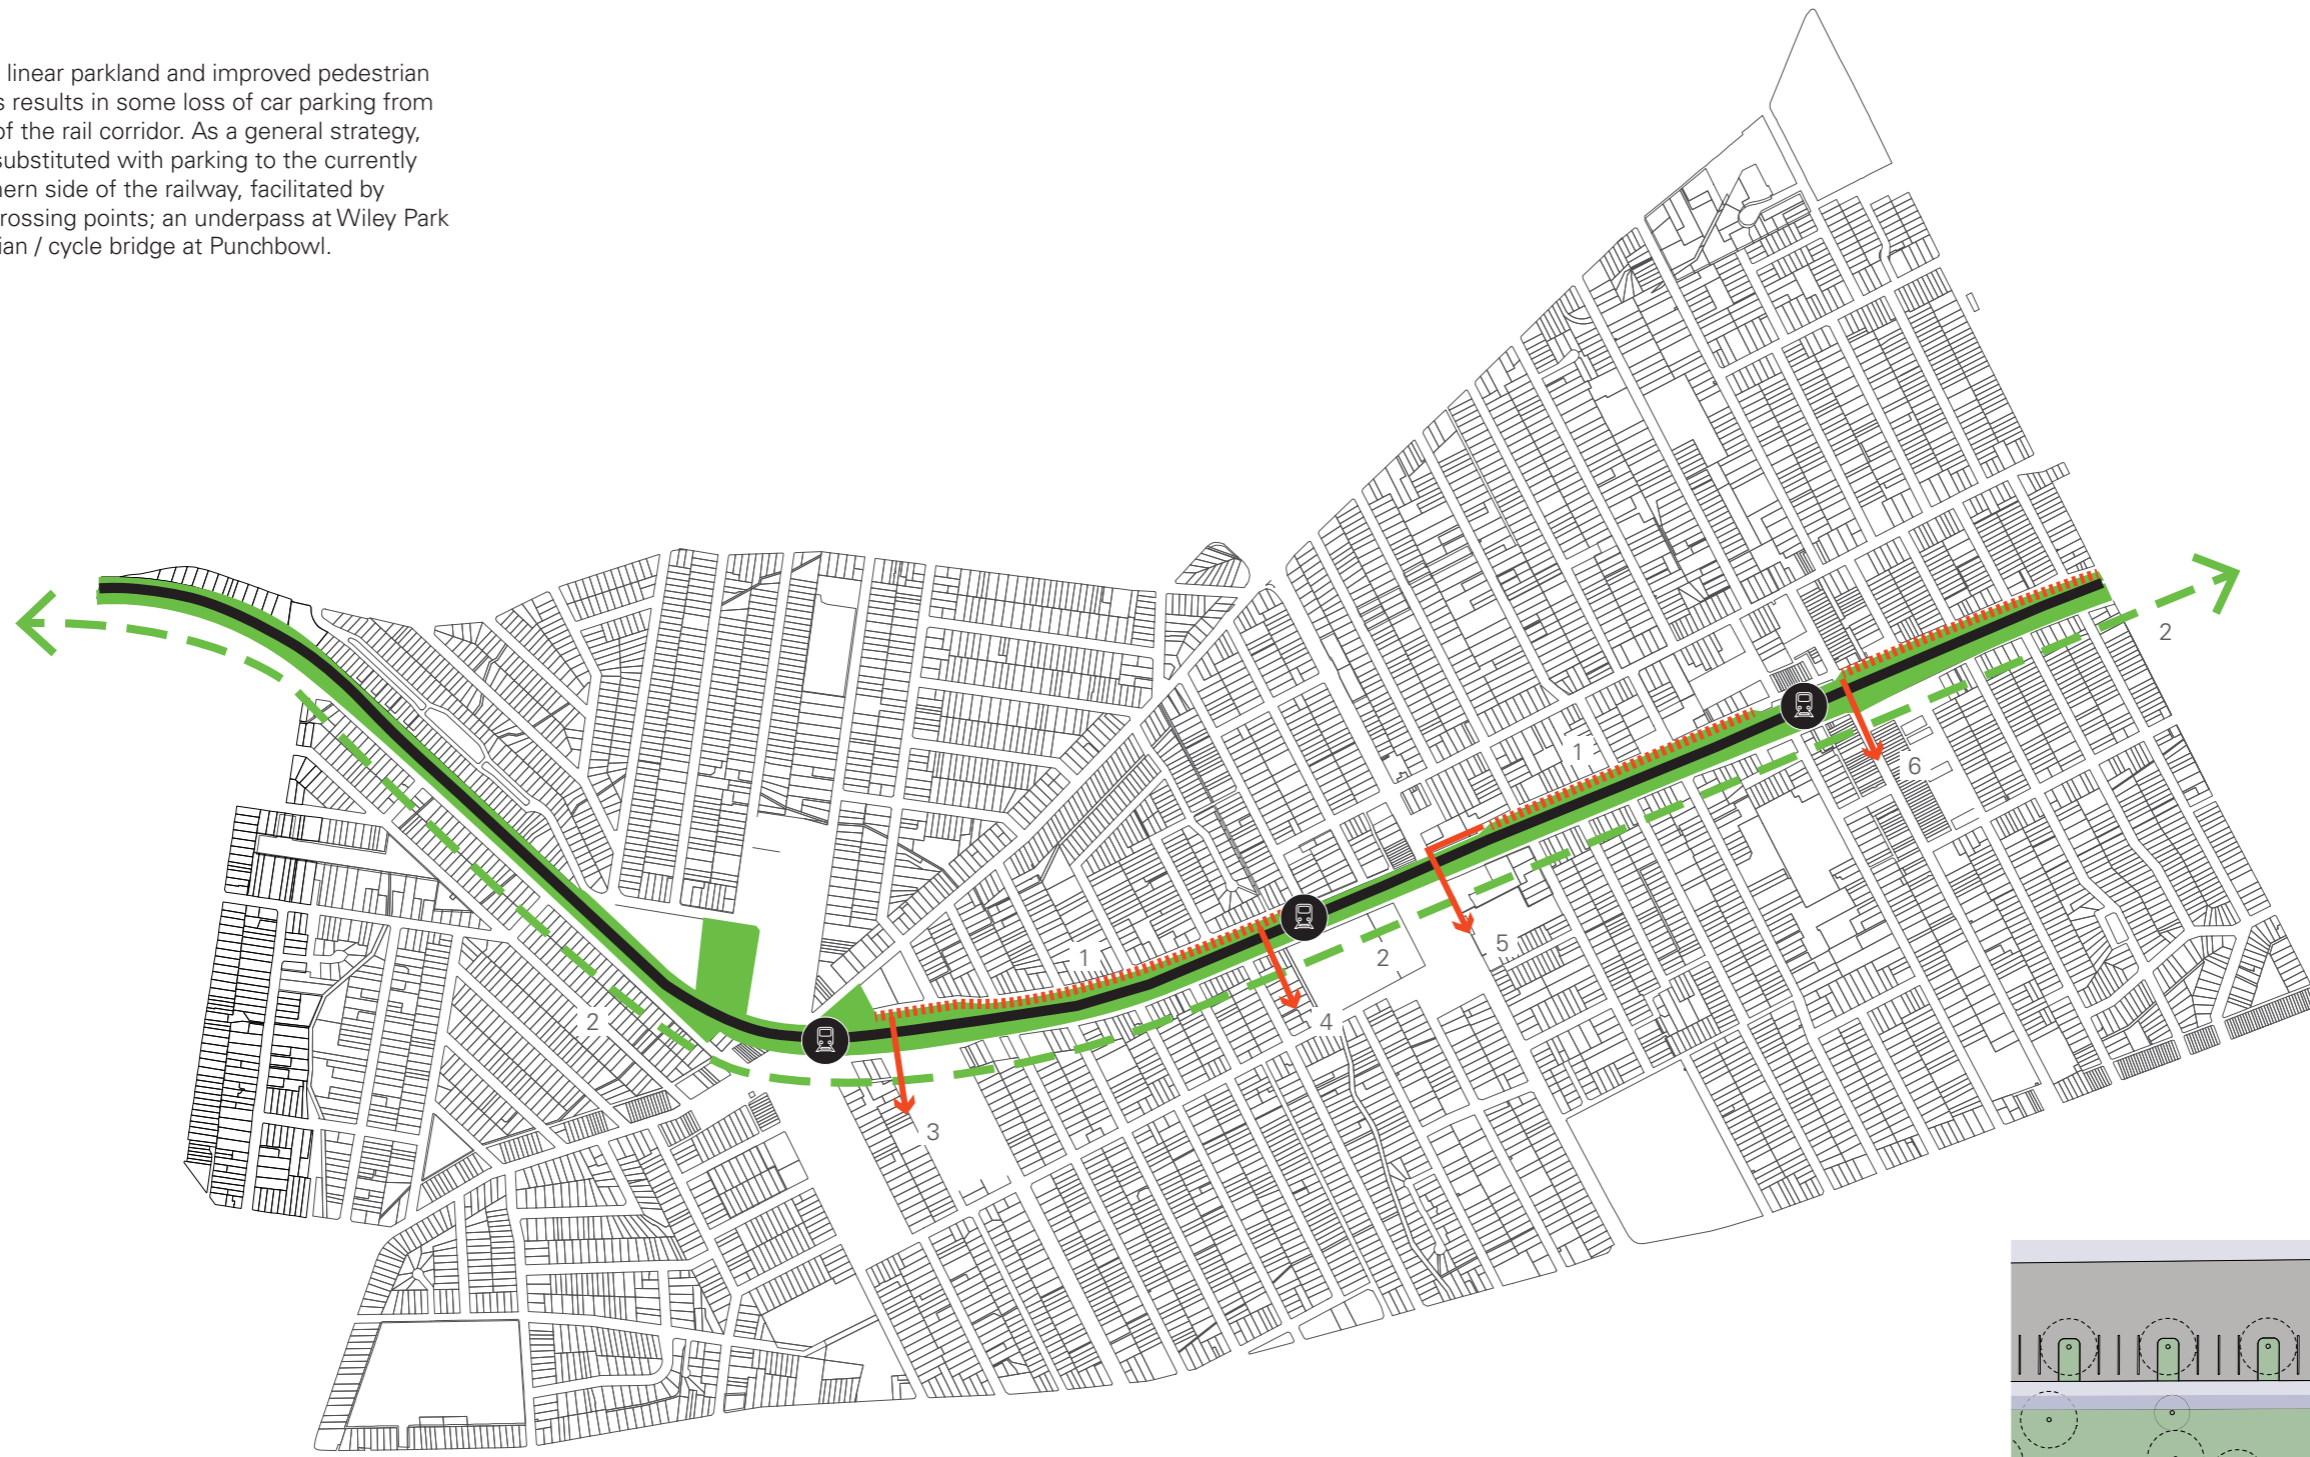 linear parkland and improved pedestrian
s results in some loss of car parking from
of the rail corridor. As a general strategy,
substituted with parking to the currently
ern side of the railway, facilitated by
rossing points; an underpass at Wiley Park
ian / cycle bridge at Punchbowl.
2
1
6
5
1
2
4
2
3